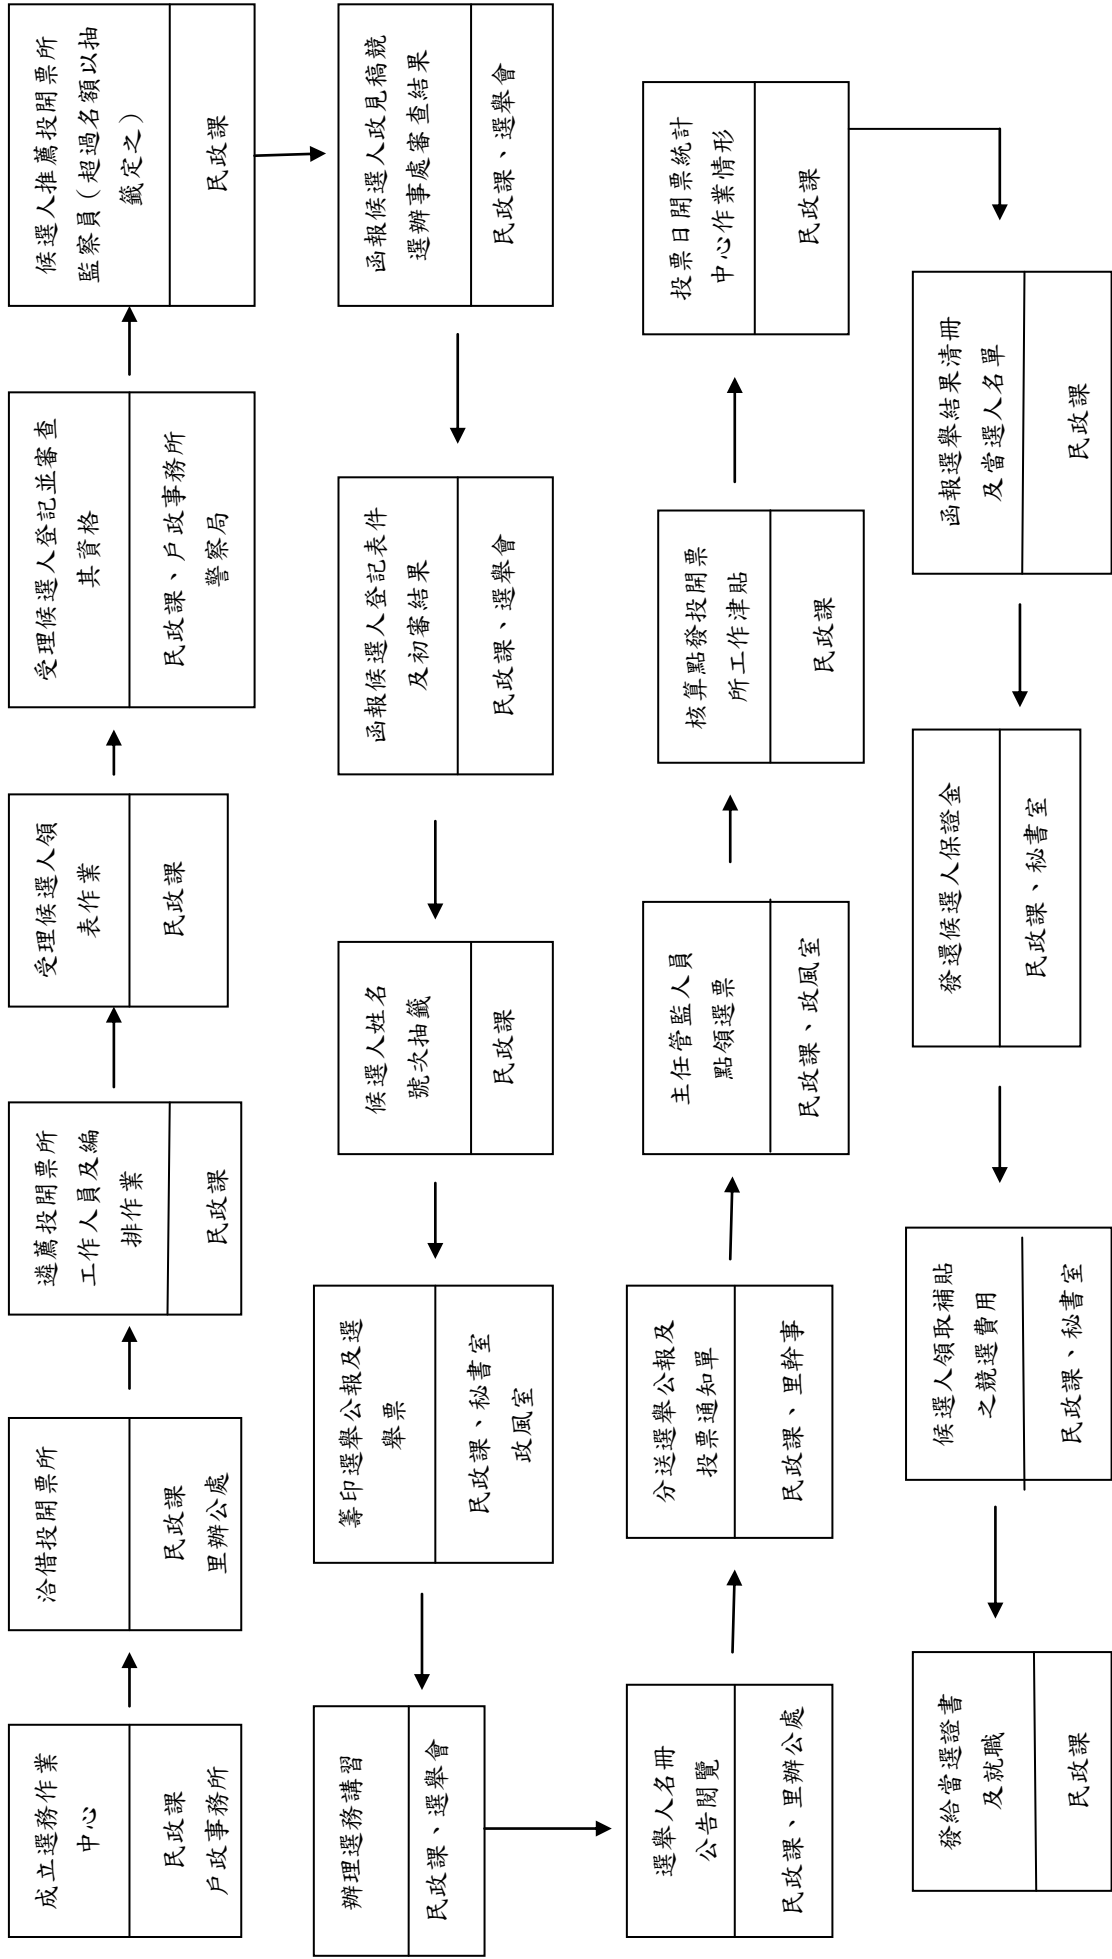 成立選務作業
中心
民政課
戶政事務所
洽借投開票所
民政課
里辦公處
遴薦投開票所
工作人員及編
排作業
民政課
受理候選人領
表作業
民政課
受理候選人登記並審查
其資格
民政課、戶政事務所
警察局
候選人推薦投開票所
監察員（超過名額以抽
籤定之）
民政課
函報候選人政見稿競
選辦事處審查結果
民政課、選舉會
函報候選人登記表件
及初審結果
民政課、選舉會
候選人姓名
號次抽籤
民政課
籌印選舉公報及選
舉票
民政課、秘書室
政風室
辦理選務講習
民政課、選舉會
選舉人名冊
公告閱覽
民政課、里辦公處
分送選舉公報及
投票通知單
民政課、里幹事
主任管監人員
點領選票
民政課、政風室
核算點發投開票
所工作津貼
民政課
投票日開票統計
中心作業情形
民政課
函報選舉結果清冊
及當選人名單
民政課
發還候選人保證金
民政課、秘書室
候選人領取補貼
之競選費用
民政課、秘書室
發給當選證書
及就職
民政課